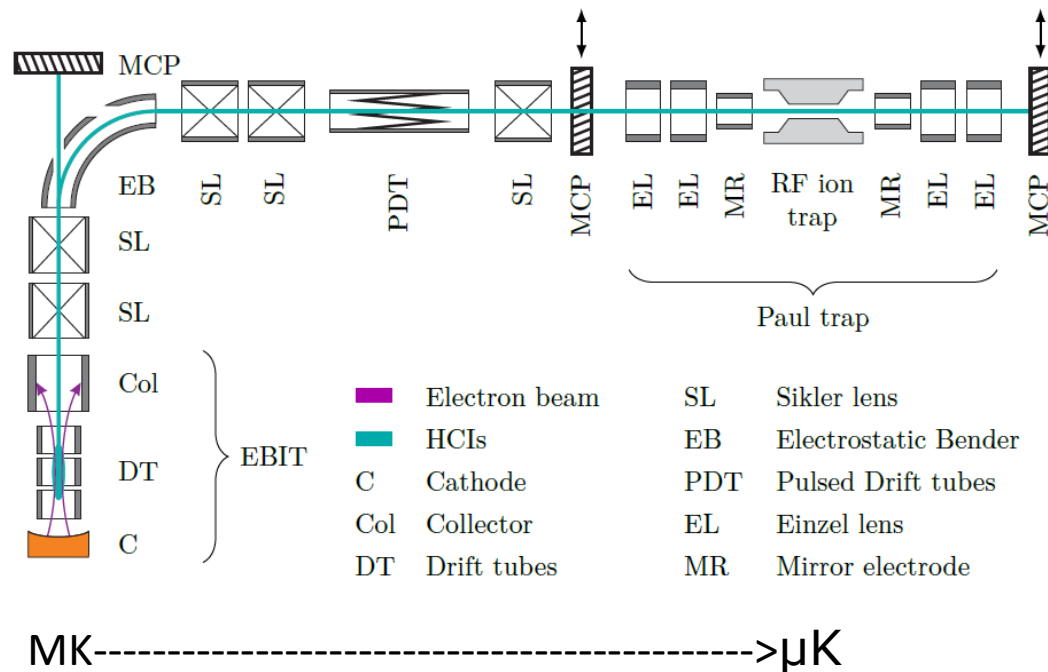 MCP
EB
SL
SL
Col
DT
C
EBIT
SL
SL
PDT
SL
MCP
EL
EL
MR
RF ion
trap
MR
EL
EL
MCP
Paul trap
Electron beam
HCIs
C Cathode
Col Collector
DT Drift tubes
SL Sikler lens
EB Electrostatic Bender
PDT Pulsed Drift tubes
EL Einzel lens
MR Mirror electrode
MK---------------------------------------------------->μK